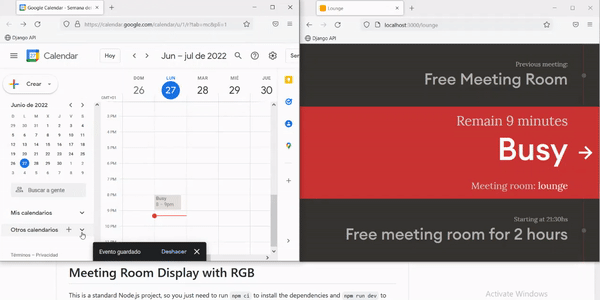 Google Calendar - Semana de
https://calendar.google.com/calendar/u/1/r?tab=mc&pli=1
Django API
Calendar
Hoy
Jun – jul de 2022
Crear
DOM
LUN
MAR
MIÉ
JUE
26
27
28
29
30
GMT+01
Junio de 2022
D L M X J V S
29 30 31 1 2 3 4
5 6 7 8 9 10 11
12 13 14 15 16 17 18
19 20 21 22 23 24 25
26 27 28 29 30 1 2
3 4 5 6 7 8 9
Buscar a gente
Mis calendarios
Otros calendarios
Términos – Privacidad
3 PM
4 PM
5 PM
6 PM
7 PM
8 PM
9 PM
10 PM
11 PM
Busy
8 – 9pm
Evento guardado
Deshacer
Lounge
localhost:3000/lounge
Django API
Previous meeting:
Free Meeting Room
Remain 9 minutes
Busy
Meeting room: lounge
Starting at 21:30hs
Free meeting room for 2 hours
Meeting Room Display with RGB
This is a standard Node.js project, so you just need to run npm ci to install the dependencies and npm run dev to
Activate Windows